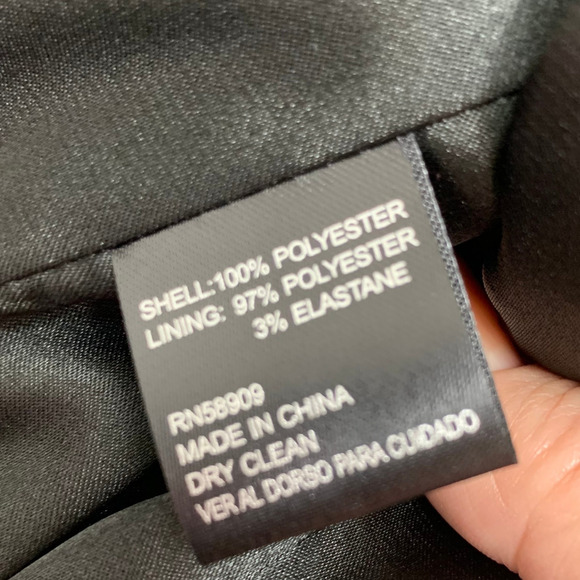 SHELL:100% POLYESTER
LINING: 97% POLYESTER
3% ELASTANE
RN58909
MADE IN CHINA
DRY CLEAN
VER AL DORSO PARA CUIDADO